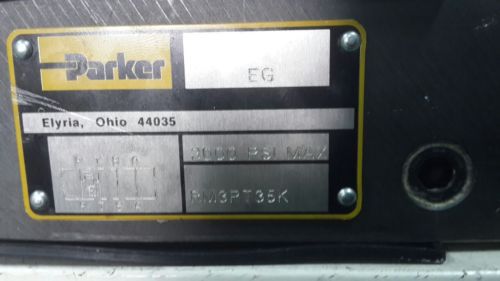 Parker
EG
Elyria, Ohio 44035
P T B A
3000 PSI MAX
P T B A
RM3PT35K